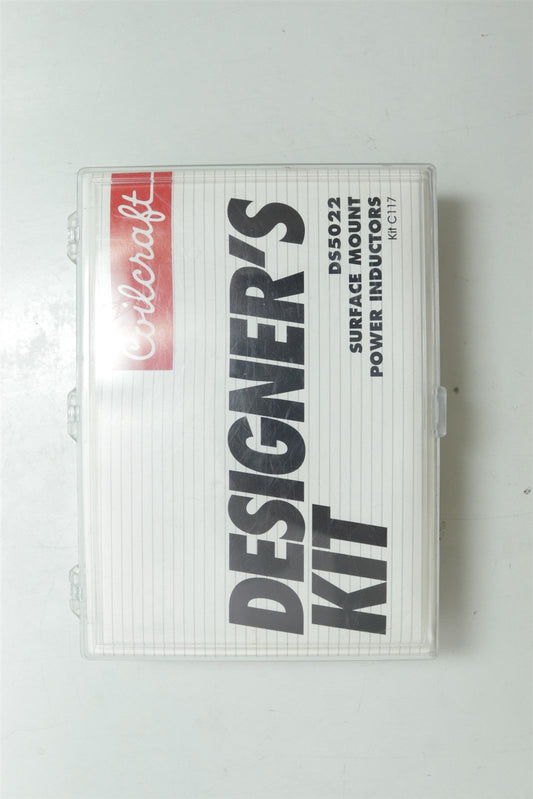 Coilcraft
DESIGNER'S
KIT
DS5022
SURFACE MOUNT
POWER INDUCTORS
Kit C117